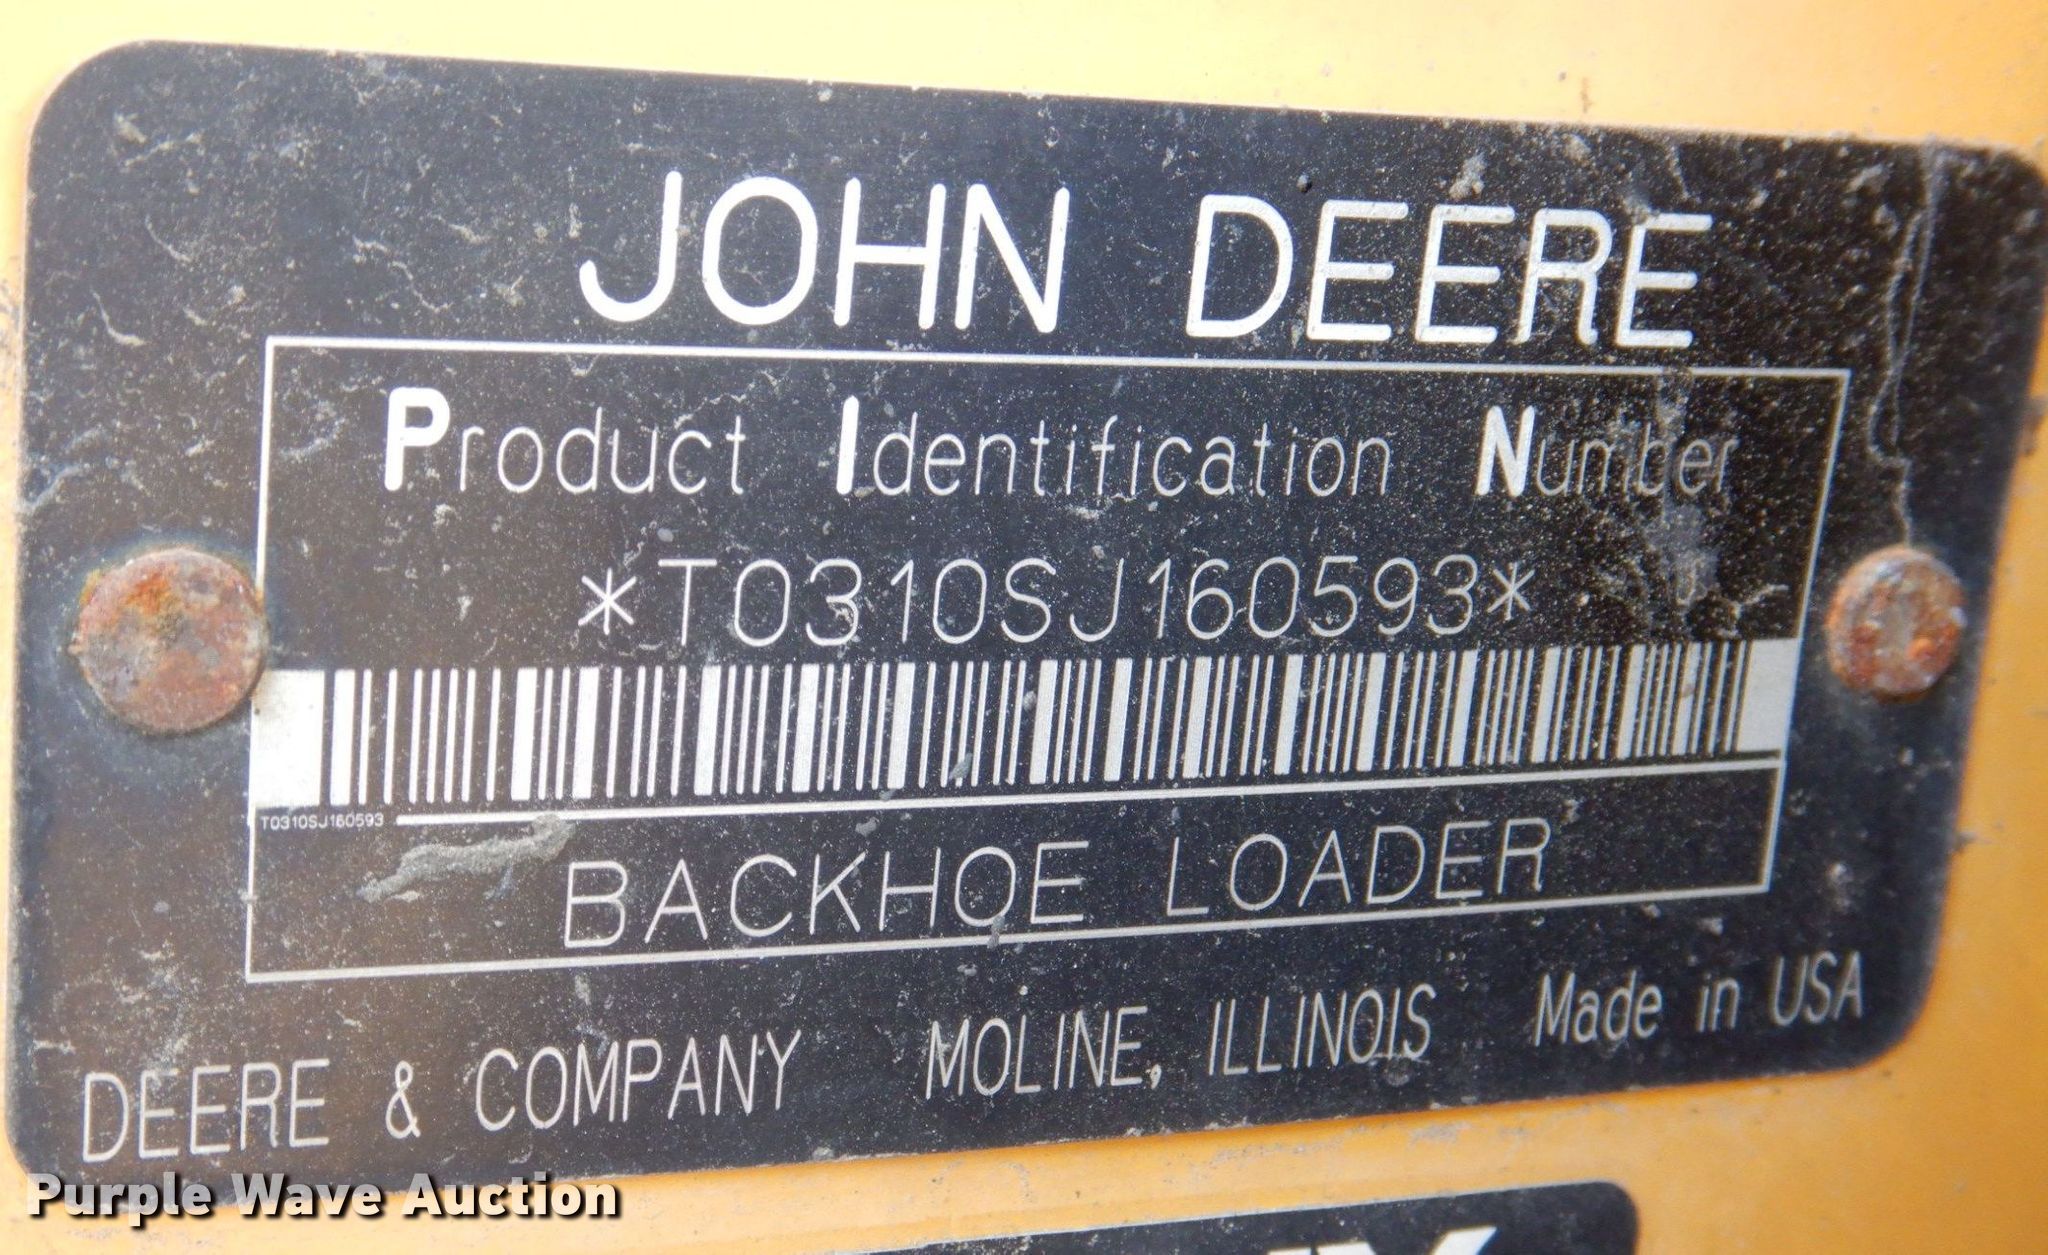 JOHN DEERE
Product Identification Number
*T0310SJ160593*
T0310SJ160593
BACKHOE LOADER
DEERE & COMPANY MOLINE, ILLINOIS Made in USA
Purple Wave Auction